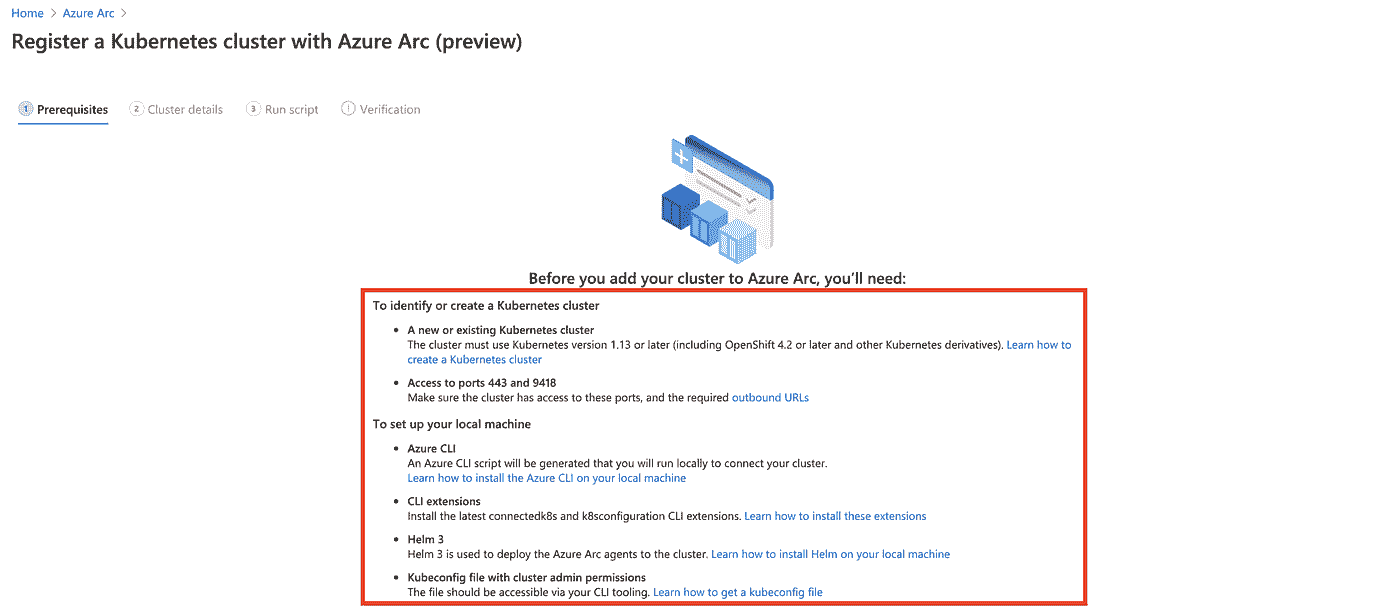 Home > Azure Arc >
Register a Kubernetes cluster with Azure Arc (preview)
1 Prerequisites 2 Cluster details 3 Run script ! Verification
Before you add your cluster to Azure Arc, you'll need:
To identify or create a Kubernetes cluster
• A new or existing Kubernetes cluster
The cluster must use Kubernetes version 1.13 or later (including OpenShift 4.2 or later and other Kubernetes derivatives). Learn how to
create a Kubernetes cluster
• Access to ports 443 and 9418
Make sure the cluster has access to these ports, and the required outbound URLs
To set up your local machine
• Azure CLI
An Azure CLI script will be generated that you will run locally to connect your cluster.
Learn how to install the Azure CLI on your local machine
• CLI extensions
Install the latest connectedk8s and k8sconfiguration CLI extensions. Learn how to install these extensions
• Helm 3
Helm 3 is used to deploy the Azure Arc agents to the cluster. Learn how to install Helm on your local machine
• Kubeconfig file with cluster admin permissions
The file should be accessible via your CLI tooling. Learn how to get a kubeconfig file